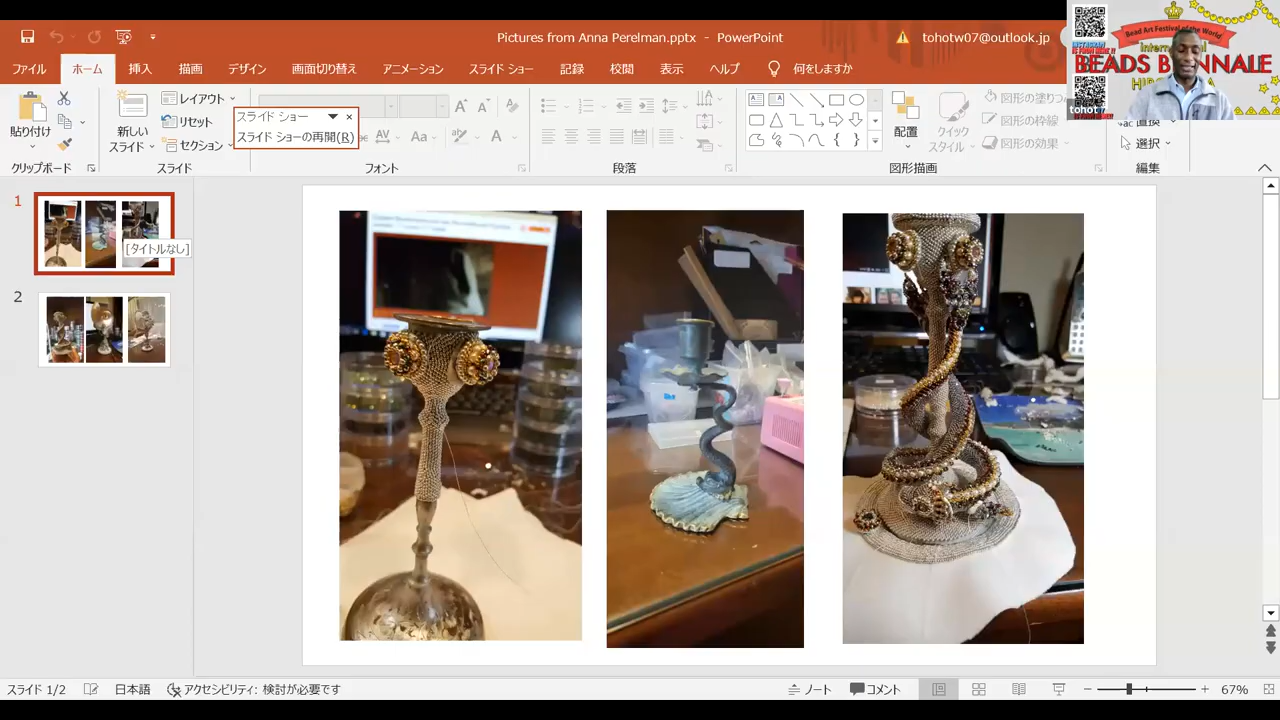 Pictures from Anna Perelman.pptx - PowerPoint
tohotw07@outlook.jp
ファイル
ホーム
挿入
描画
デザイン
画面切り替え
アニメーション
スライド ショー
記録
校閲
表示
ヘルプ
何をしますか
Bead Art Festival of the World
International
BEADS BIENNALE
tohot
貼り付け
新しい
スライド
レイアウト
リセット
セクション
スライド ショー
スライド ショーの再開(R)
Aa
A
配置
クイック
スタイル
図形の塗りつ
図形の枠線
図形の効果
置換
選択
クリップボード
スライド
フォント
段落
図形描画
編集
1
[タイトルなし]
2
スライド 1/2
日本語
アクセシビリティ: 検討が必要です
ノート
コメント
67%